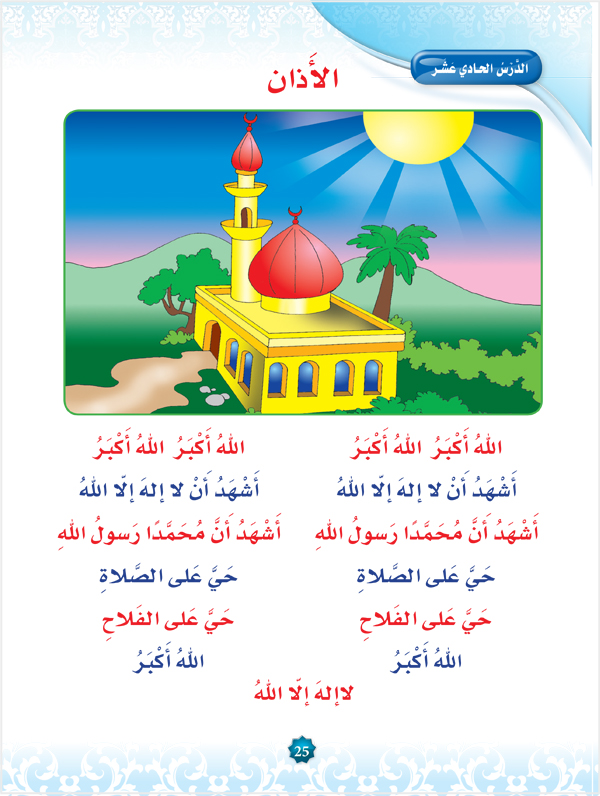 الدَّرْسُ الحادي عَشَر
الأَذان
اللهُ أَكْبَرُ اللهُ أَكْبَرُ اللهُ أَكْبَرُ اللهُ أَكْبَرُ
أَشْهَدُ أَنْ لا إلهَ إلّا اللهُ أَشْهَدُ أَنْ لا إلهَ إلّا اللهُ
أَشْهَدُ أَنَّ مُحَمَّدًا رَسولُ اللهِ أَشْهَدُ أَنَّ مُحَمَّدًا رَسولُ اللهِ
حَيَّ عَلى الصَّلاةِ حَيَّ عَلى الصَّلاةِ
حَيَّ عَلى الفَلاحِ حَيَّ عَلى الفَلاحِ
اللهُ أَكْبَرُ اللهُ أَكْبَرُ
لاإلهَ إلّا اللهُ
25